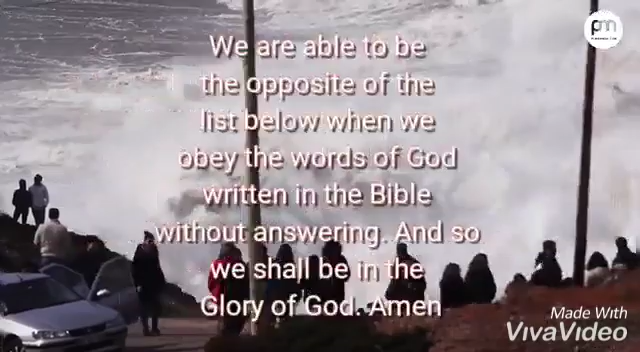 pm
We are able to be
the opposite of the
list below when we
obey the words of God
written in the Bible
without answering. And so
we shall be in the
Glory of God. Amen
Made With
VivaVideo